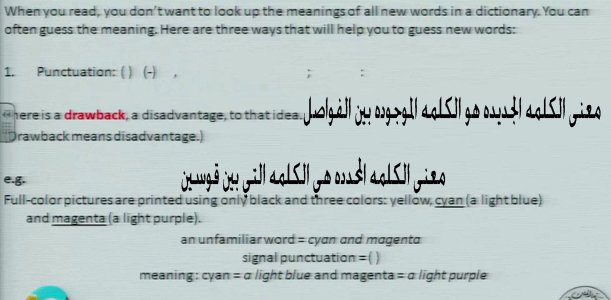 When you read, you don't want to look up the meanings of all new words in a dictionary. You can
often guess the meaning. Here are three ways that will help you to guess new words:
1. Punctuation: ( ) (-) , ; :
There is a drawback, a disadvantage, to that idea. معنى الكلمه الجديده هو الكلمه الموجوده بين الفواصل
Drawback means disadvantage.)
معنى الكلمه المحدده هي الكلمه التي بين قوسين
e.g.
Full-color pictures are printed using only black and three colors: yellow, cyan (a light blue)
and magenta (a light purple).
an unfamiliar word = cyan and magenta
signal punctuation = ( )
meaning: cyan = a light blue and magenta = a light purple